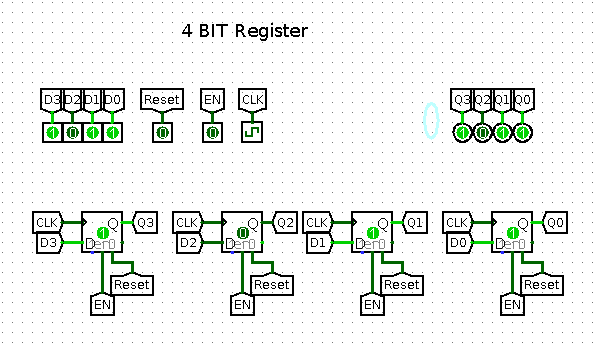 4 BIT Register
D3 D2 D1 D0 Reset EN CLK Q3 Q2 Q1 Q0
1 0 1 1 0 0 1 0 1 1
CLK Q Q3 CLK Q Q2 CLK Q Q1 CLK Q Q0
1 0 1 1
D3 D en 0 D2 D en 0 D1 D en 0 D0 D en 0
Reset Reset Reset Reset
EN EN EN EN